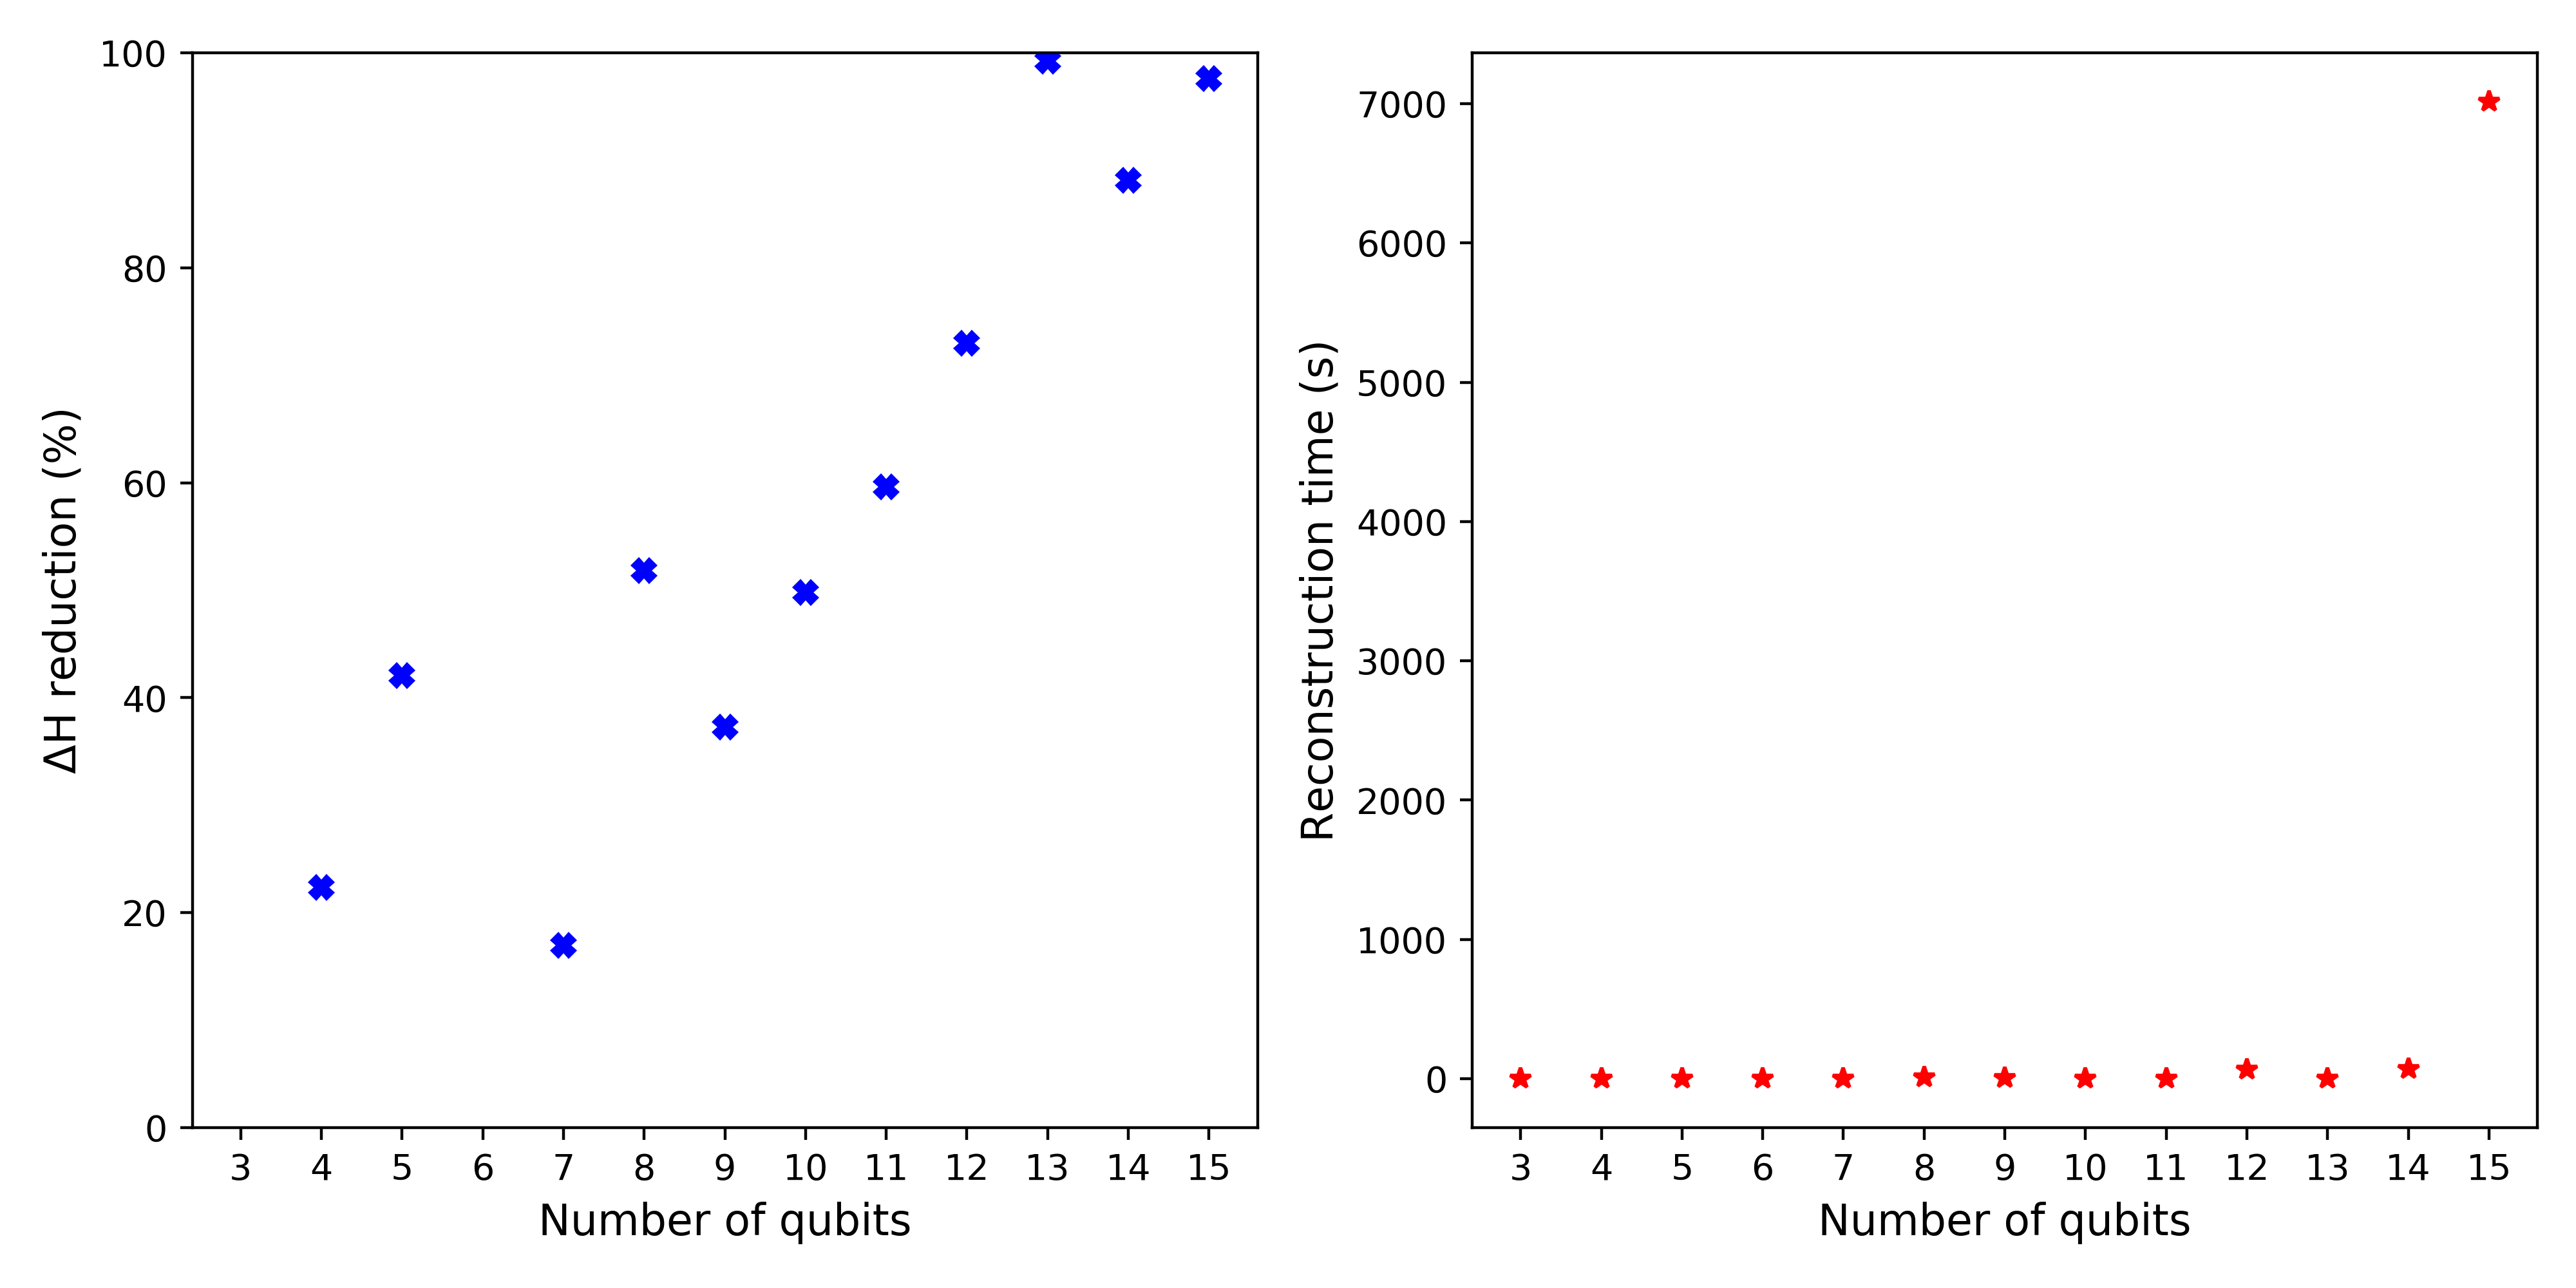 100
80
60
40
20
0
ΔH reduction (%)
3 4 5 6 7 8 9 10 11 12 13 14 15
Number of qubits
7000
6000
5000
4000
3000
2000
1000
0
Reconstruction time (s)
3 4 5 6 7 8 9 10 11 12 13 14 15
Number of qubits